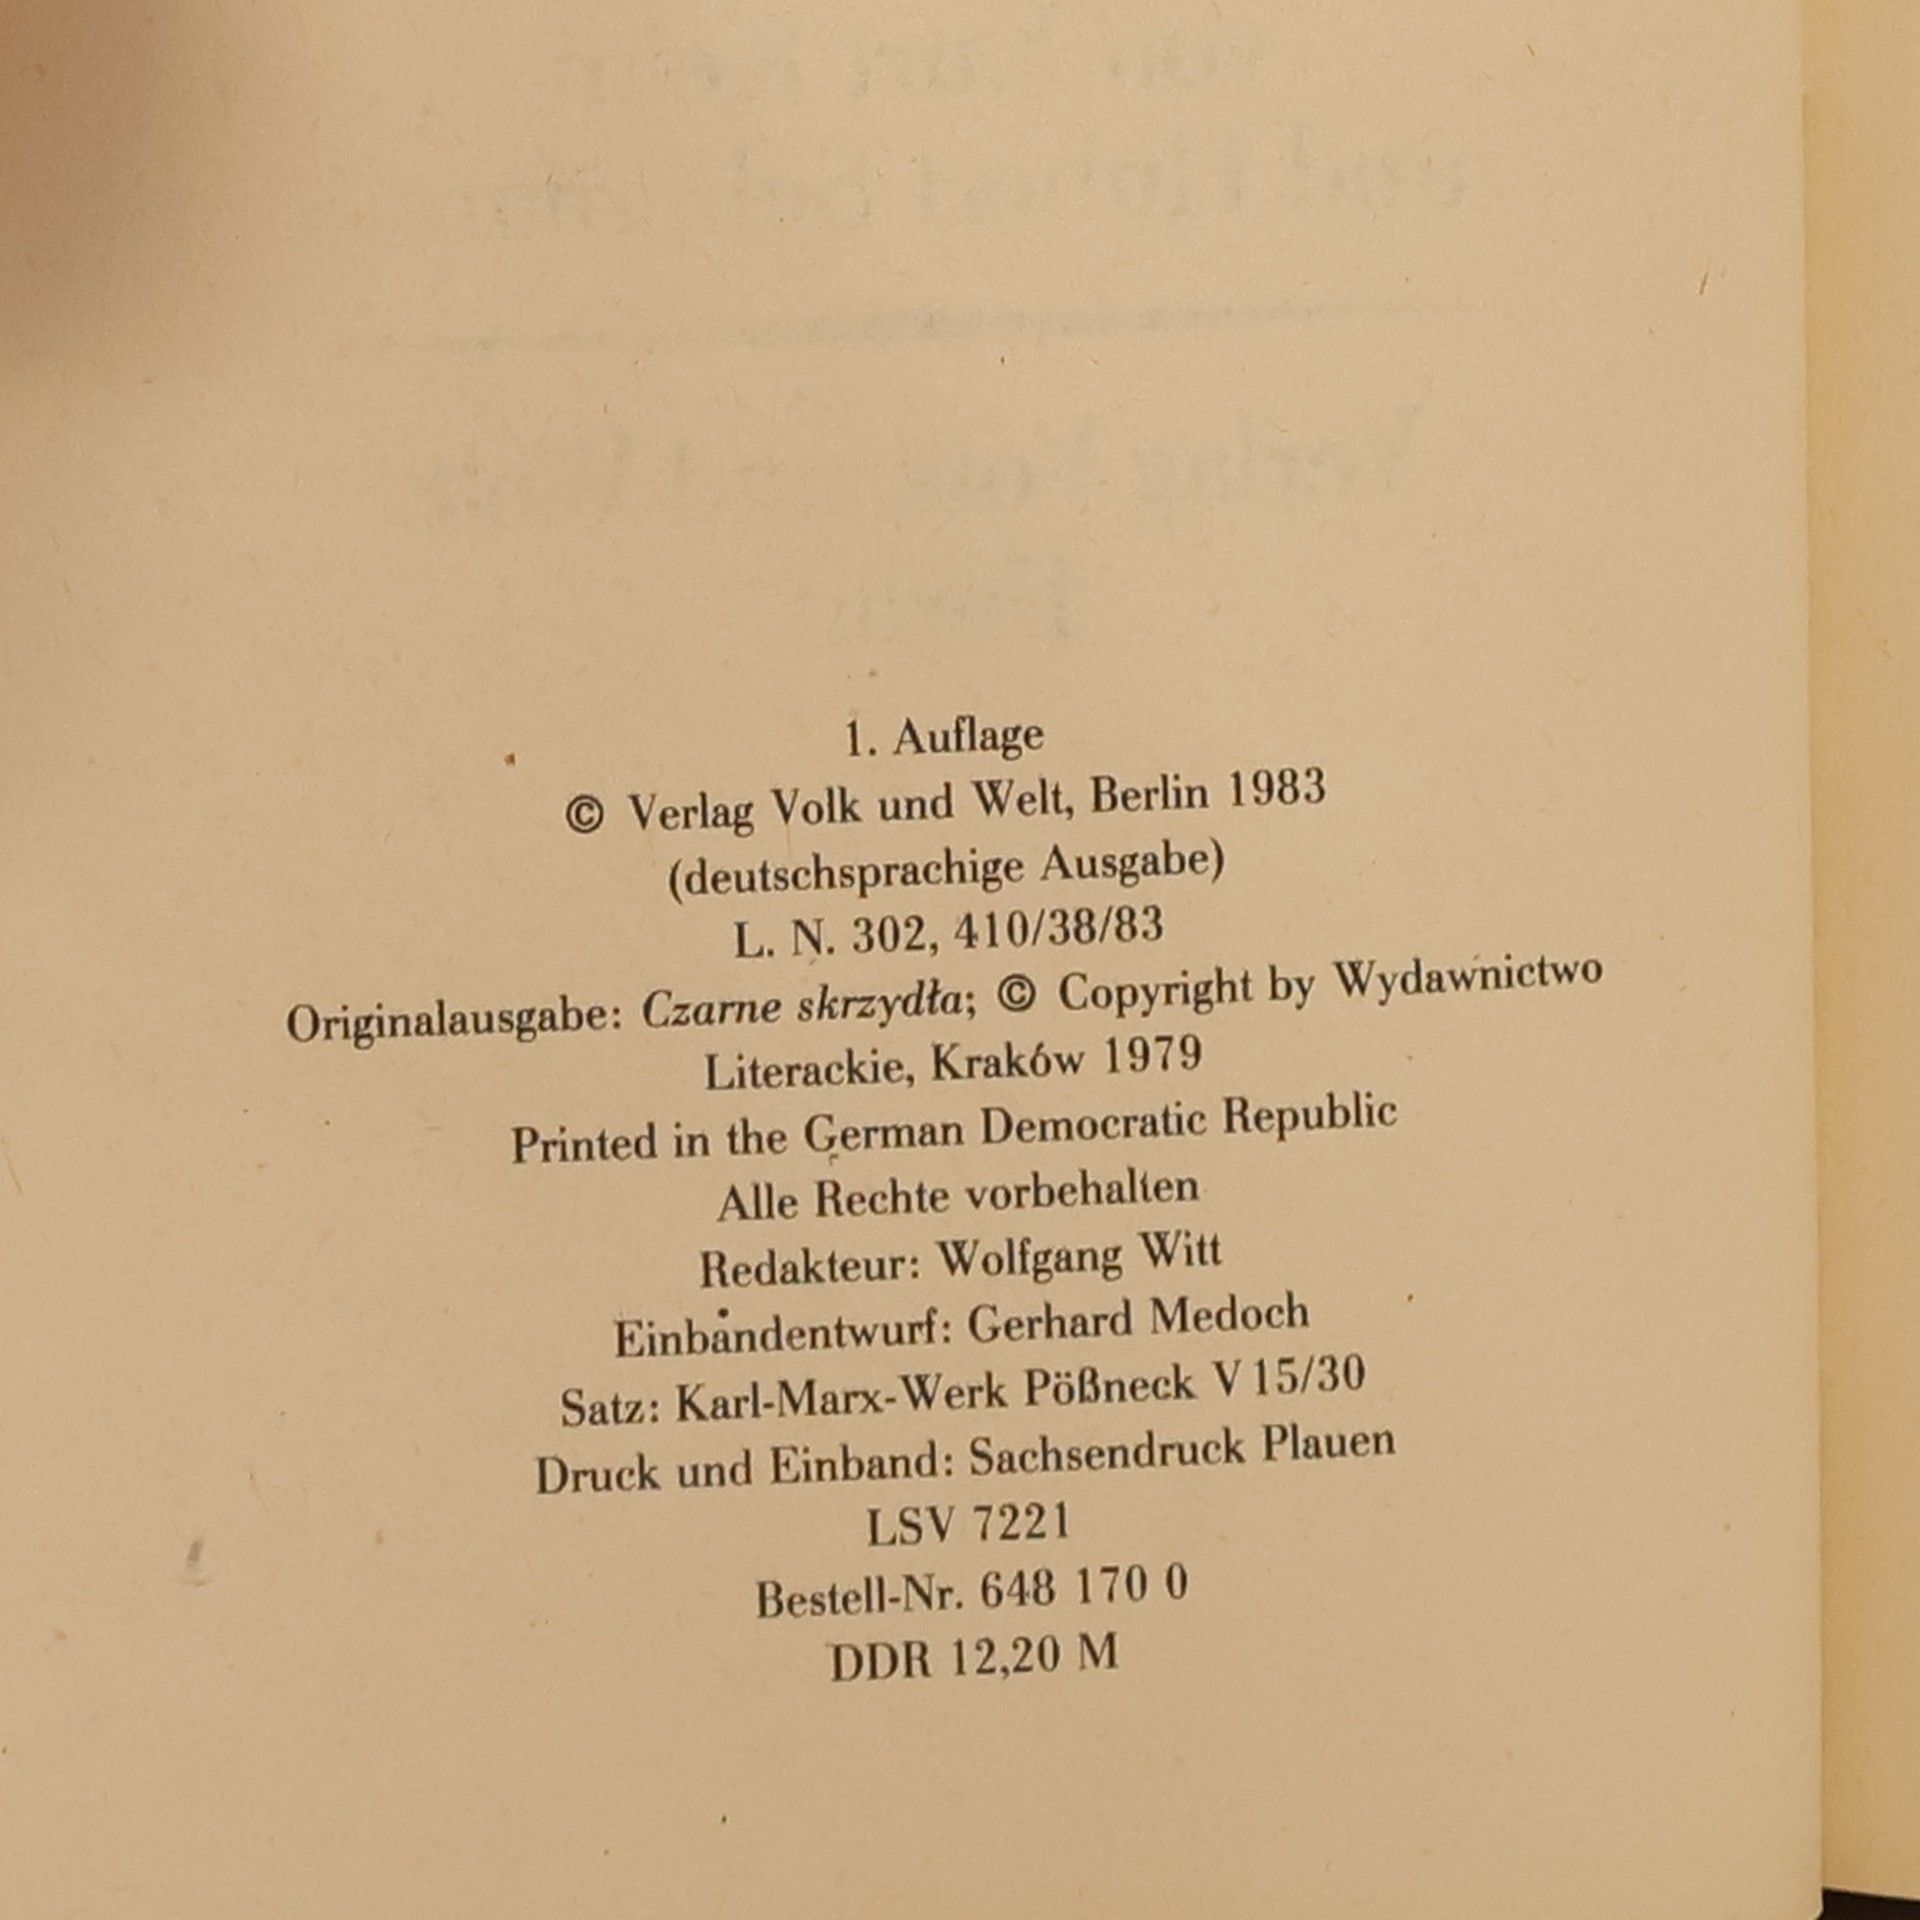 1. Auflage
© Verlag Volk und Welt, Berlin 1983
(deutschsprachige Ausgabe)
L. N. 302, 410/38/83
Originalausgabe: Czarne skrzydła; © Copyright by Wydawnictwo
Literackie, Kraków 1979
Printed in the German Democratic Republic
Alle Rechte vorbehalten
Redakteur: Wolfgang Witt
Einbandentwurf: Gerhard Medoch
Satz: Karl-Marx-Werk Pößneck V 15/30
Druck und Einband: Sachsendruck Plauen
LSV 7221
Bestell-Nr. 648 170 0
DDR 12,20 M